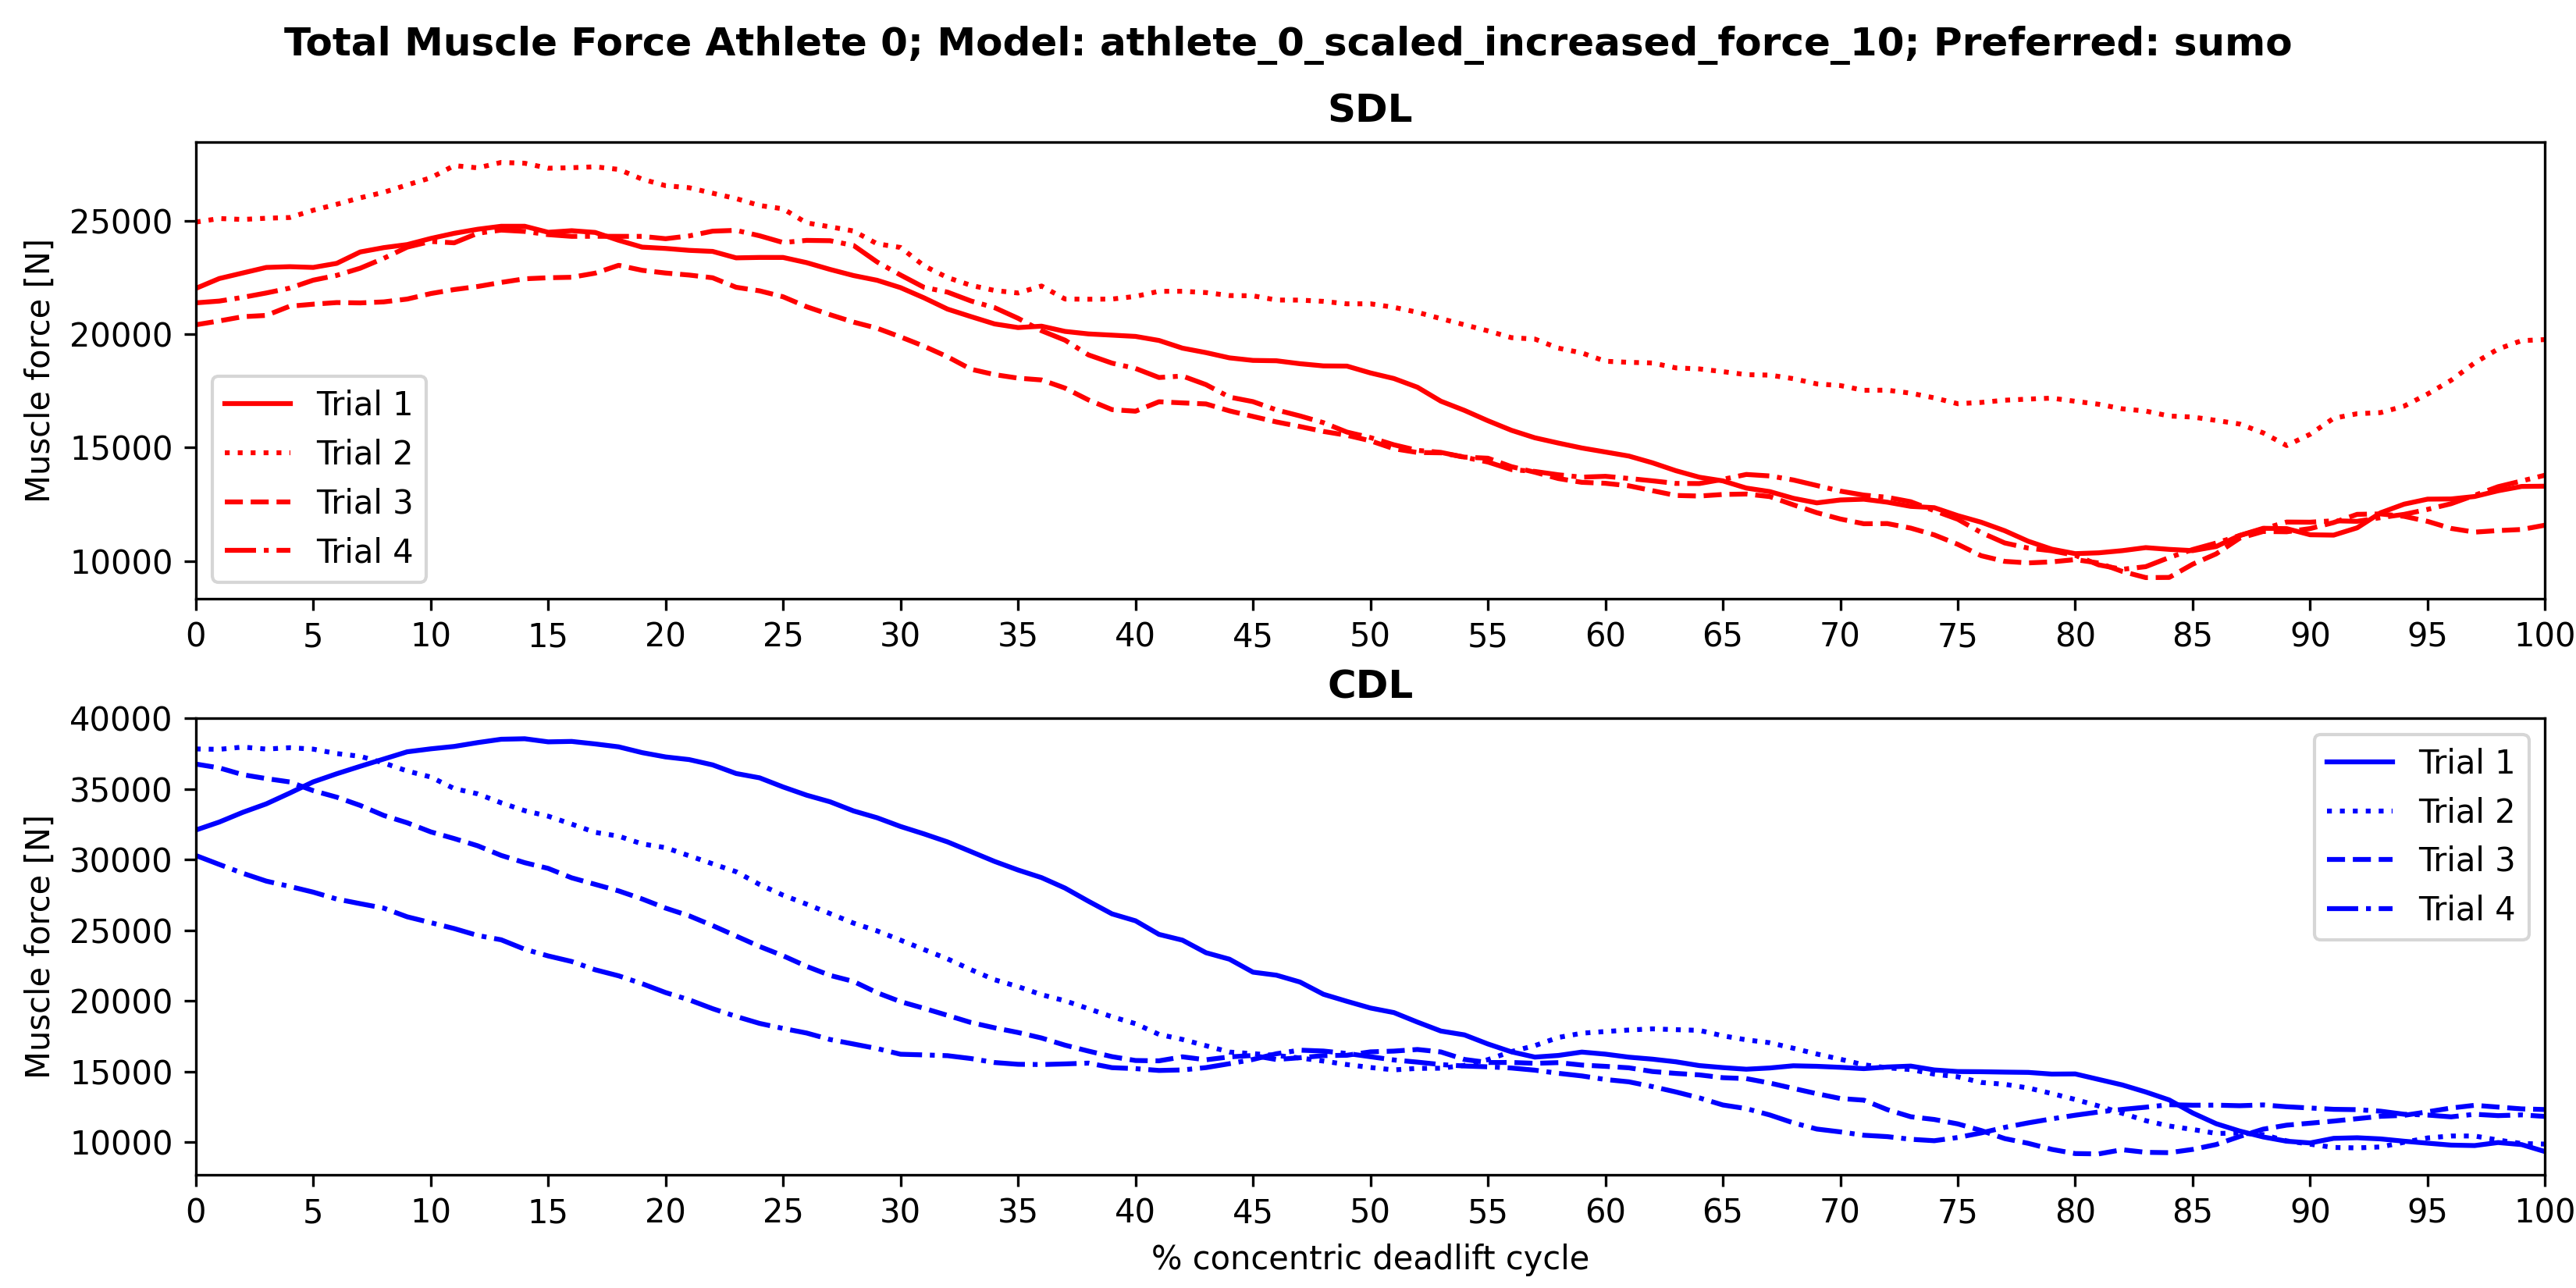 Total Muscle Force Athlete 0; Model: athlete_0_scaled_increased_force_10; Preferred: sumo
SDL
Muscle force [N]
25000
20000
15000
10000
Trial 1
Trial 2
Trial 3
Trial 4
0 5 10 15 20 25 30 35 40 45 50 55 60 65 70 75 80 85 90 95 100
CDL
Muscle force [N]
40000
35000
30000
25000
20000
15000
10000
Trial 1
Trial 2
Trial 3
Trial 4
0 5 10 15 20 25 30 35 40 45 50 55 60 65 70 75 80 85 90 95 100
% concentric deadlift cycle